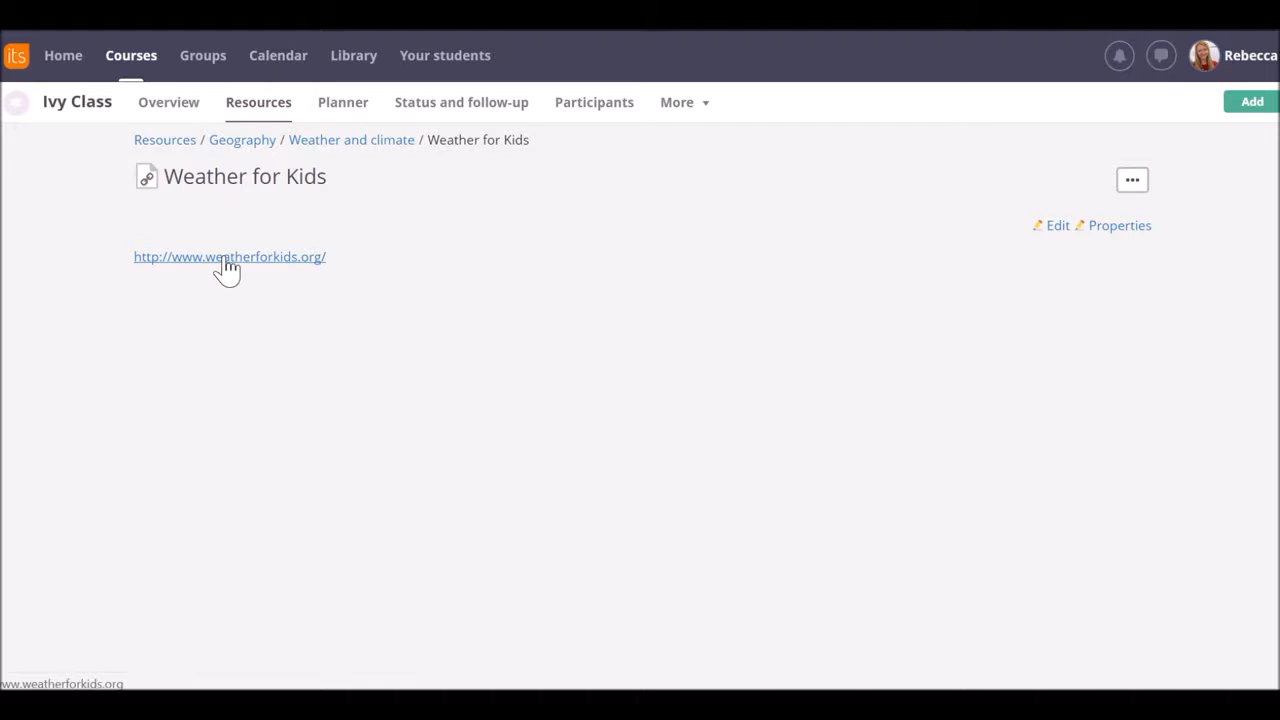 its Home Courses Groups Calendar Library Your students Rebecca
Ivy Class Overview Resources Planner Status and follow-up Participants More Add
Resources / Geography / Weather and climate / Weather for Kids
Weather for Kids
Edit Properties
http://www.weatherforkids.org/
ww.weatherforkids.org